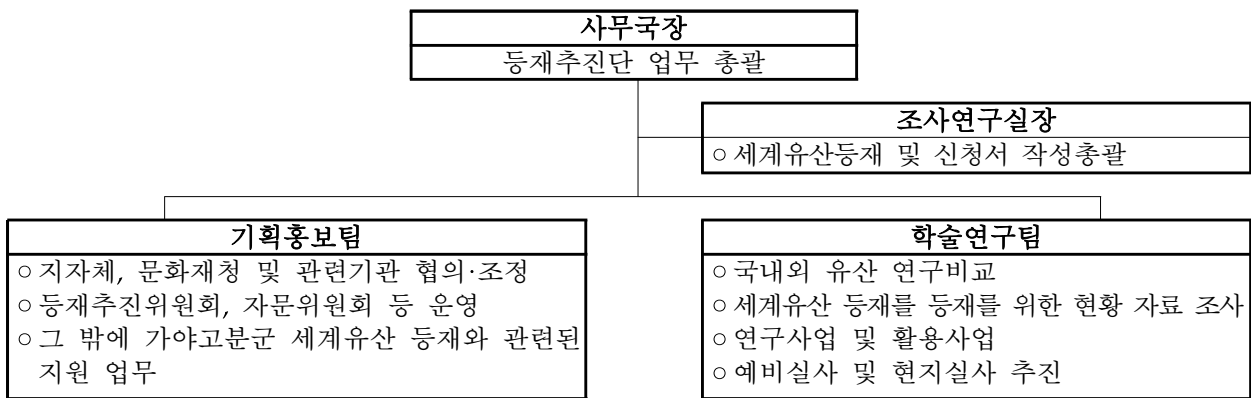 사무국장
등재추진단 업무 총괄
조사연구실장
○ 세계유산등재 및 신청서 작성총괄
기획홍보팀
○ 지자체, 문화재청 및 관련기관 협의·조정
○ 등재추진위원회, 자문위원회 등 운영
○ 그 밖에 가야고분군 세계유산 등재와 관련된
지원 업무
학술연구팀
○ 국내외 유산 연구비교
○ 세계유산 등재를 등재를 위한 현황 자료 조사
○ 연구사업 및 활용사업
○ 예비실사 및 현지실사 추진